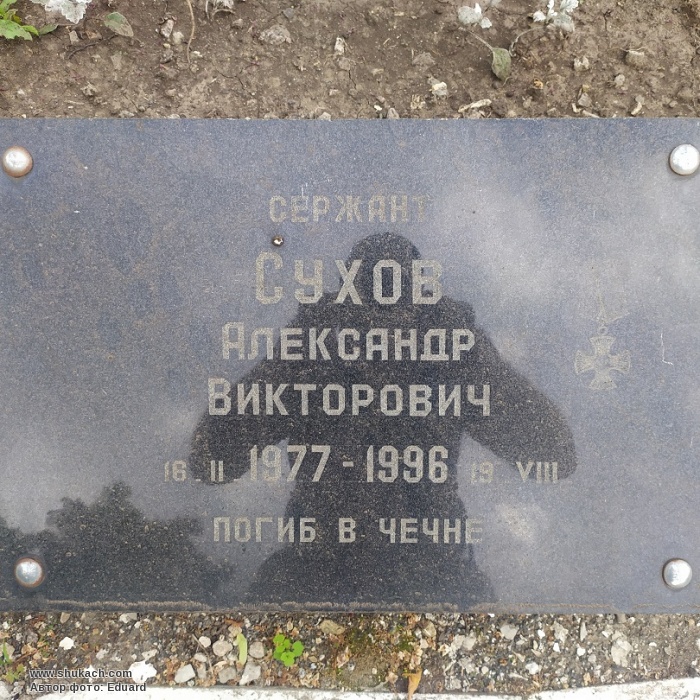 СЕРЖАНТ
СУХОВ
АЛЕКСАНДР
ВИКТОРОВИЧ
16 II 1977 - 1996 19 VIII
ПОГИБ В ЧЕЧНЕ
www.shukach.com
Автор фото: Eduard